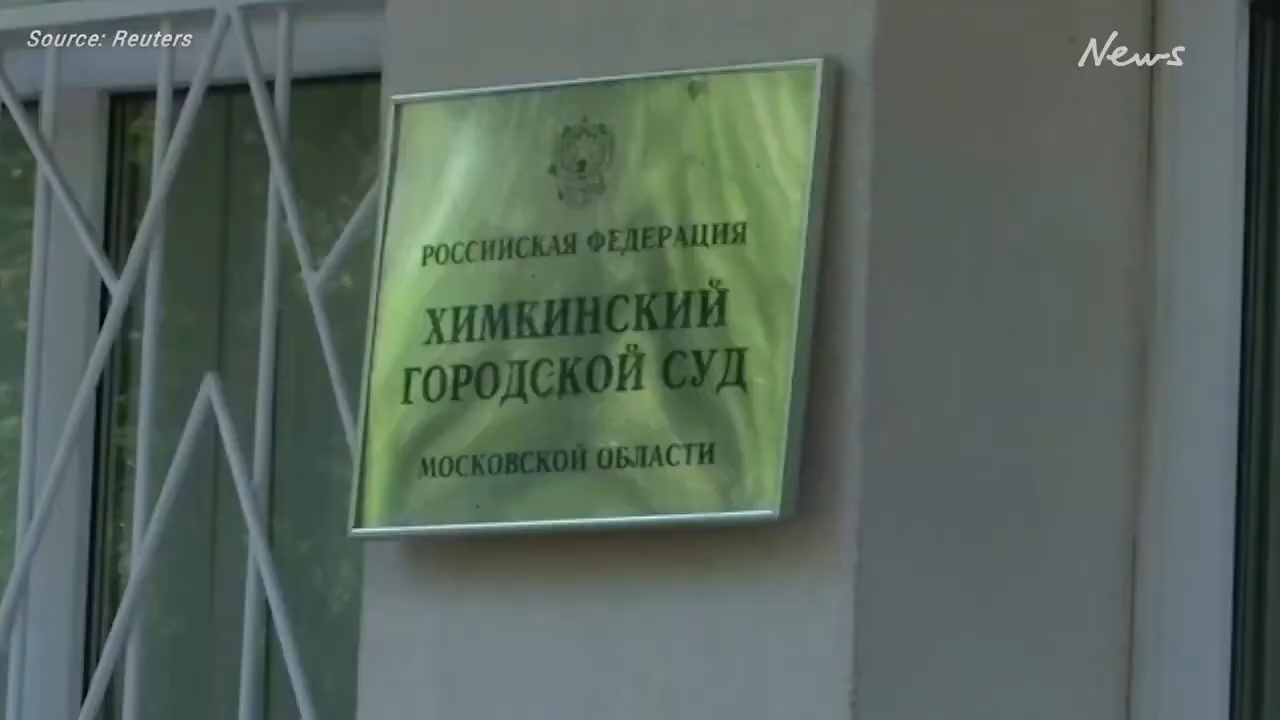 Source: Reuters
News
РОССИЙСКАЯ ФЕДЕРАЦИЯ
ХИМКИНСКИЙ
ГОРОДСКОЙ СУД
МОСКОВСКОЙ ОБЛАСТИ